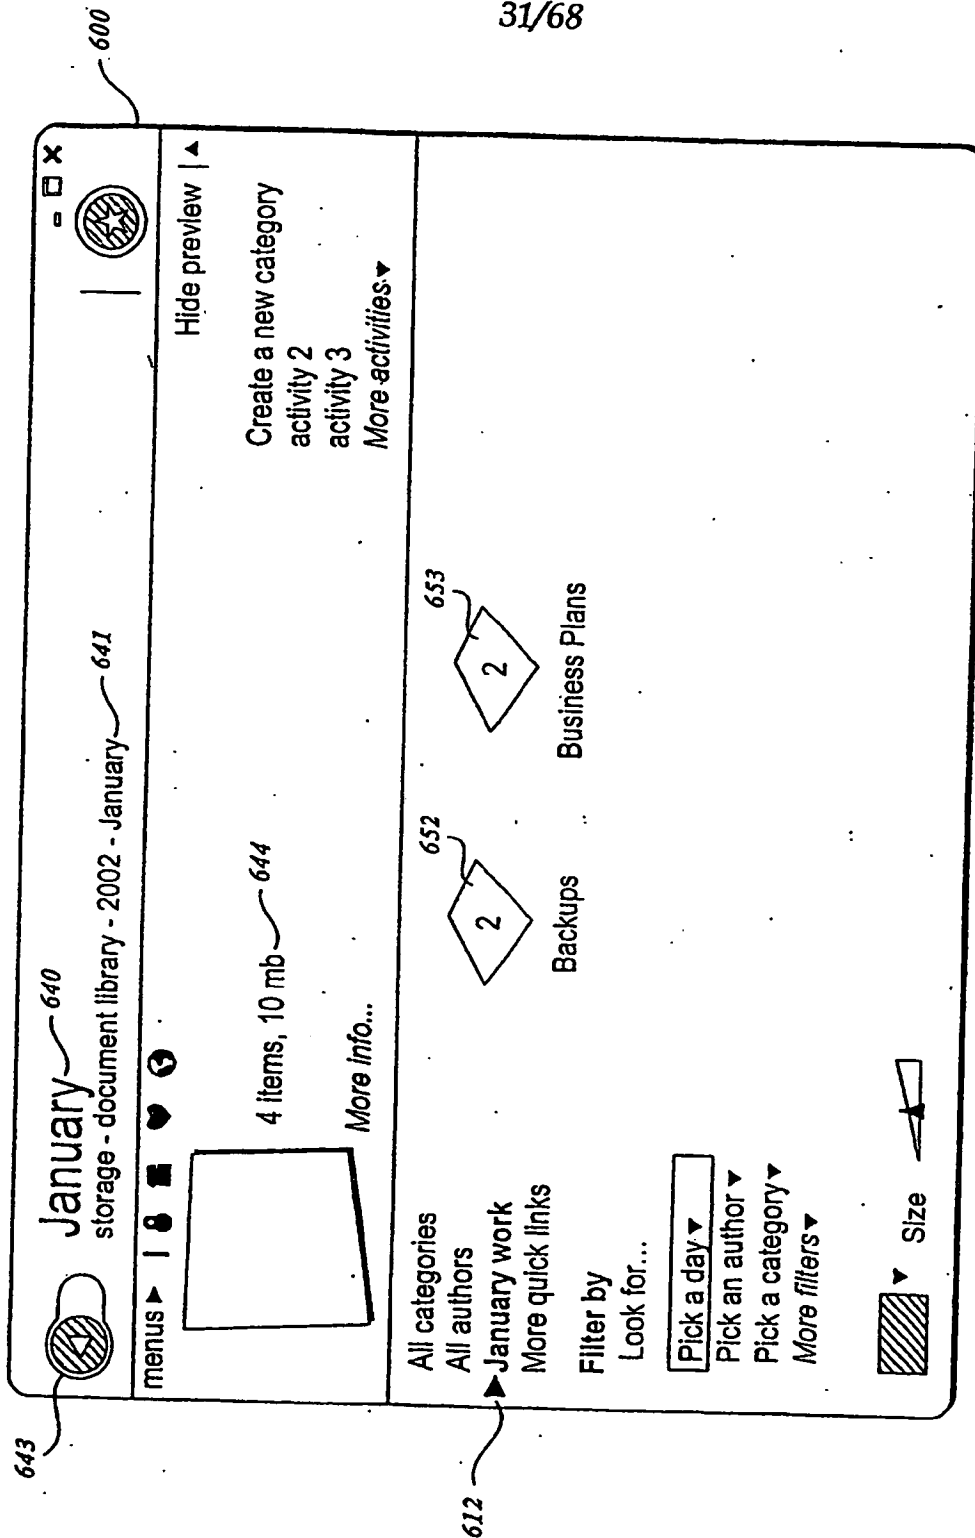 31/68
600
643
January
640
storage - document library - 2002 - January
641
menus
Hide preview
4 items, 10 mb
644
More info...
Create a new category
activity 2
activity 3
More activities
All categories
All authors
January work
612
More quick links
Filter by
Look for...
Pick a day
Pick an author
Pick a category
More filters
Size
652
2
Backups
653
2
Business Plans